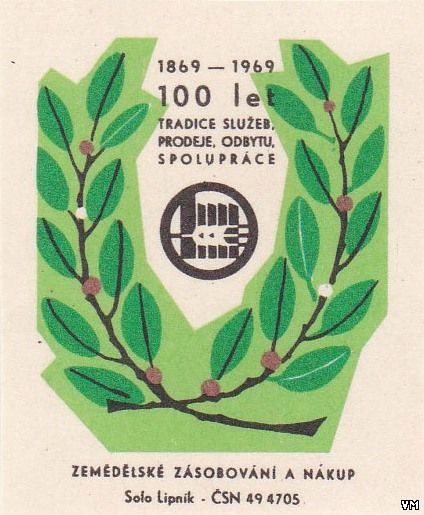 1869 — 1969
100 let
TRADICE SLUŽEB,
PRODEJE, ODBYTU,
SPOLUPRÁCE
ZEMĚDĚLSKÉ ZÁSOBOVÁNÍ A NÁKUP
Solo Lipník - ČSN 49 4705
VM